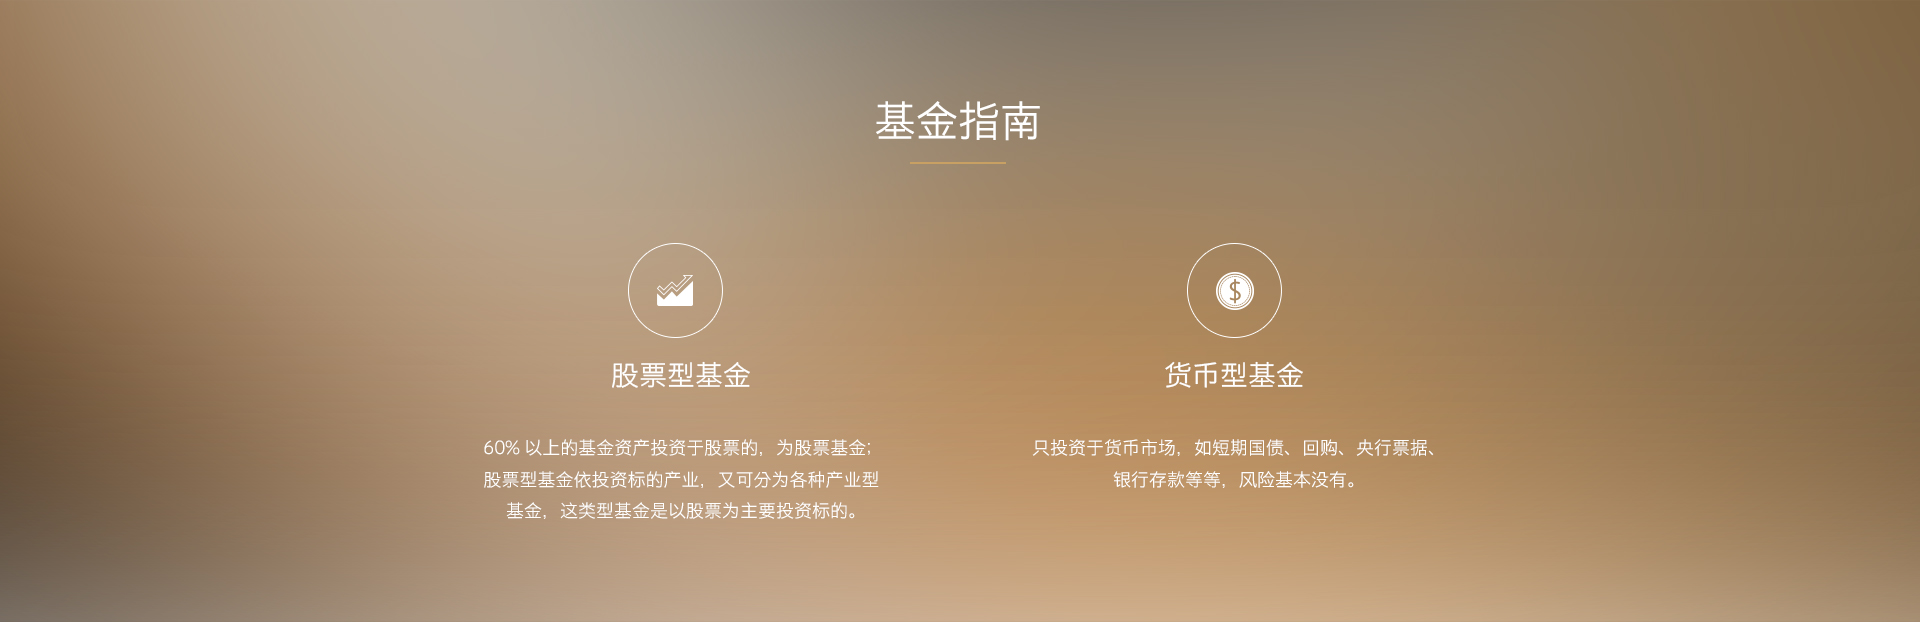 基金指南
股票型基金
60% 以上的基金资产投资于股票的，为股票基金；
股票型基金依投资标的产业，又可分为各种产业型
基金，这类型基金是以股票为主要投资标的。
货币型基金
只投资于货币市场，如短期国债、回购、央行票据、
银行存款等等，风险基本没有。